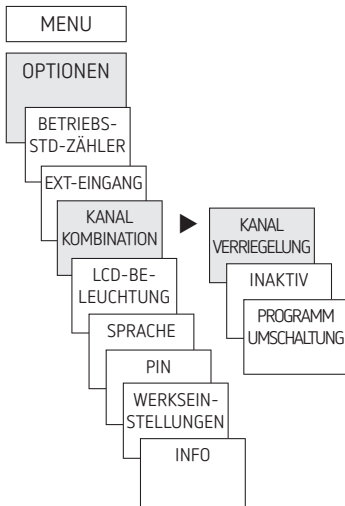 MENU
OPTIONEN
BETRIEBS-
STD-ZÄHLER
EXT-EINGANG
KANAL
KOMBINATION
LCD-BE-
LEUCHTUNG
SPRACHE
PIN
WERKSEIN-
STELLUNGEN
INFO
KANAL
VERRIEGELUNG
INAKTIV
PROGRAMM
UMSCHALTUNG